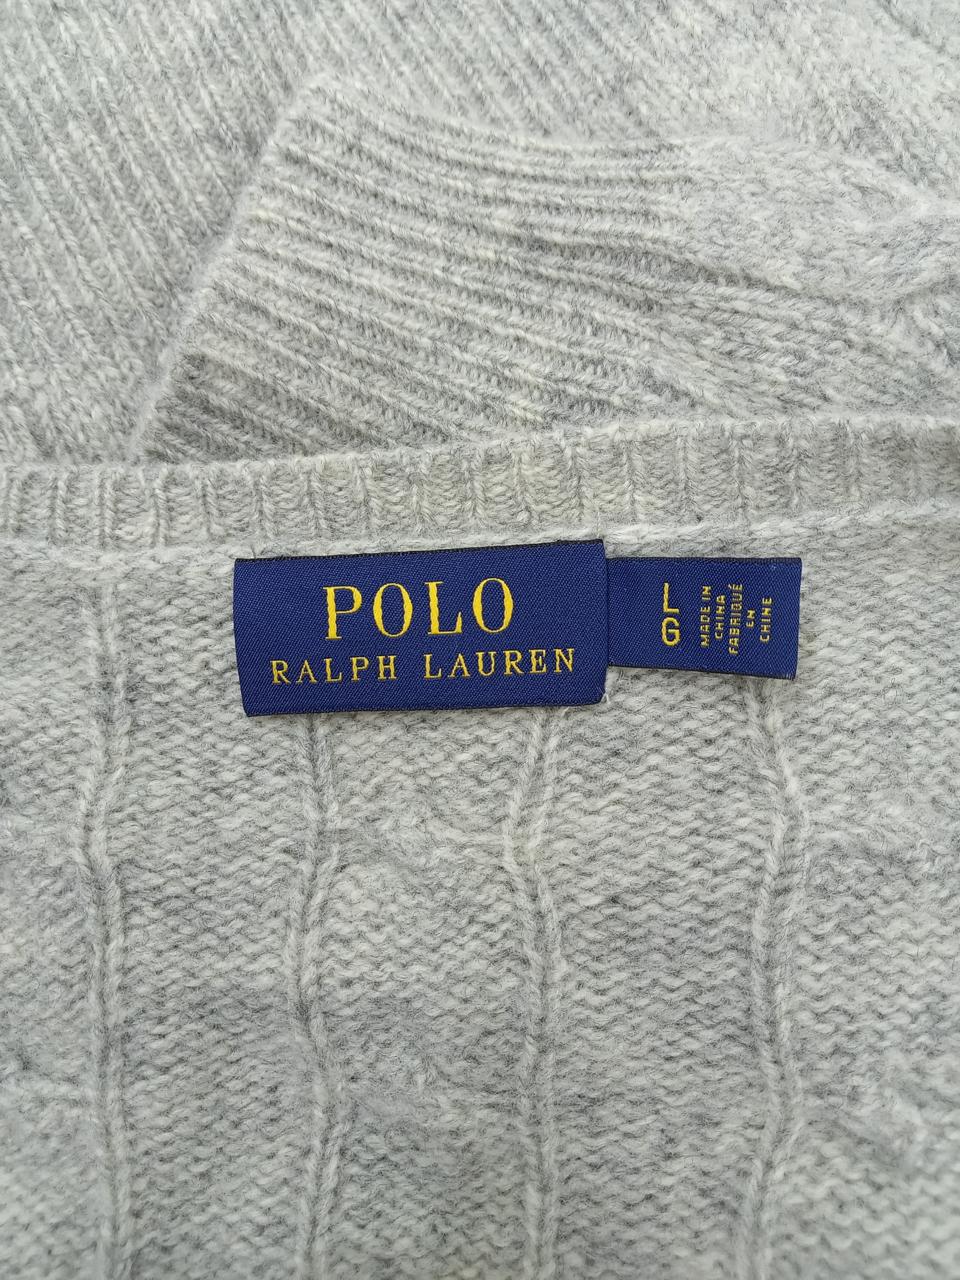 POLO
RALPH LAUREN
L
G
MADE IN
CHINA
FABRIQUÉ
EN
CHINE